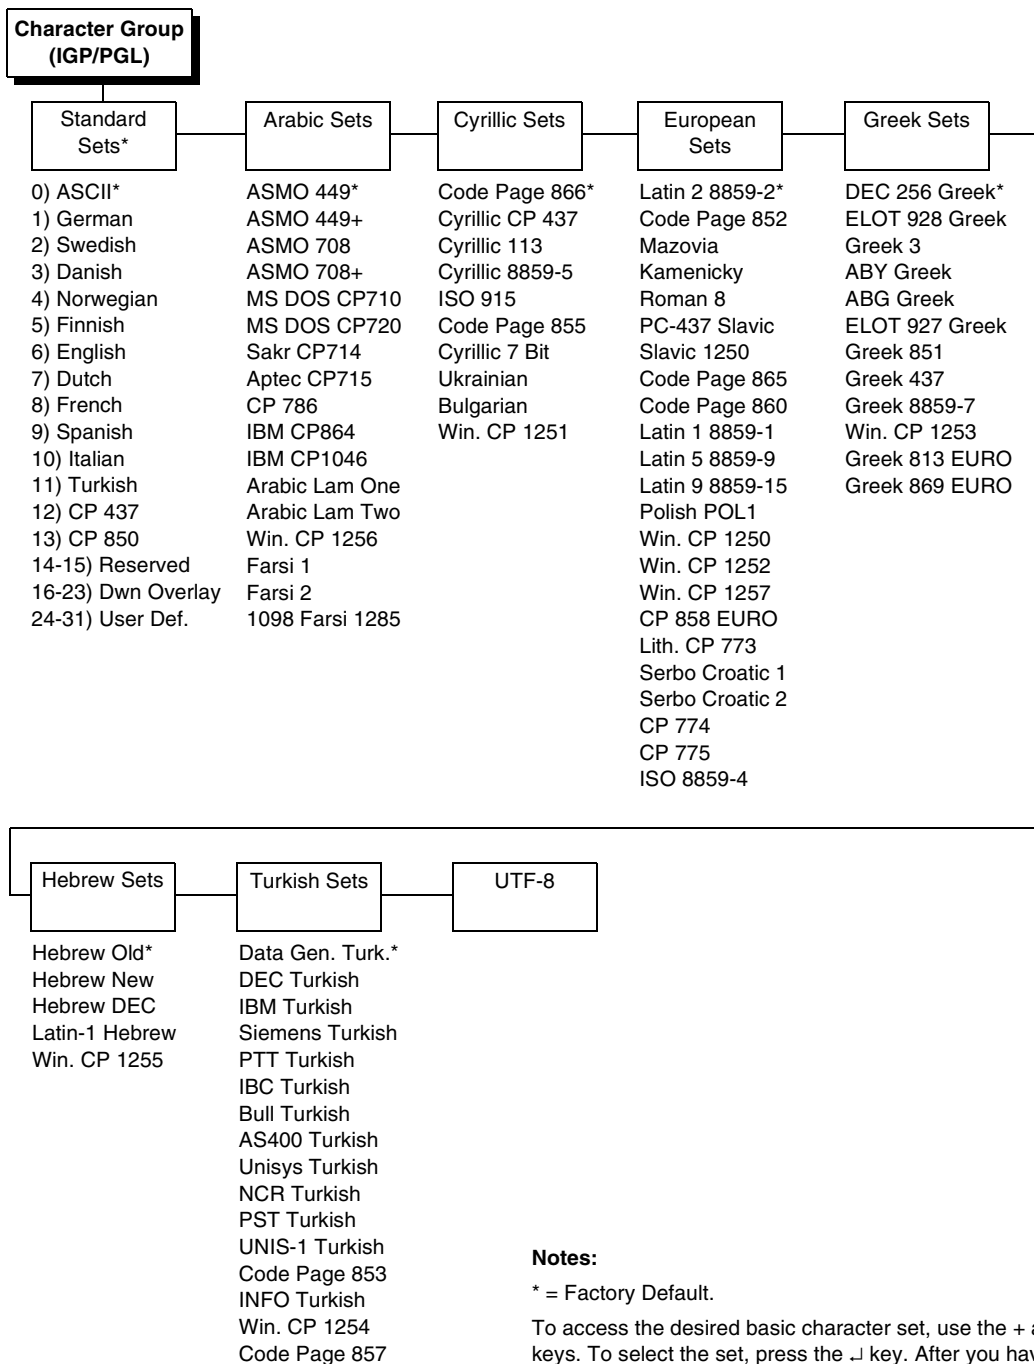 Character Group
(IGP/PGL)
Standard
Sets*
0) ASCII*
1) German
2) Swedish
3) Danish
4) Norwegian
5) Finnish
6) English
7) Dutch
8) French
9) Spanish
10) Italian
11) Turkish
12) CP 437
13) CP 850
14-15) Reserved
16-23) Dwn Overlay
24-31) User Def.
Arabic Sets
ASMO 449*
ASMO 449+
ASMO 708
ASMO 708+
MS DOS CP710
MS DOS CP720
Sakr CP714
Aptec CP715
CP 786
IBM CP864
IBM CP1046
Arabic Lam One
Arabic Lam Two
Win. CP 1256
Farsi 1
Farsi 2
1098 Farsi 1285
Cyrillic Sets
Code Page 866*
Cyrillic CP 437
Cyrillic 113
Cyrillic 8859-5
ISO 915
Code Page 855
Cyrillic 7 Bit
Ukrainian
Bulgarian
Win. CP 1251
European
Sets
Latin 2 8859-2*
Code Page 852
Mazovia
Kamenicky
Roman 8
PC-437 Slavic
Slavic 1250
Code Page 865
Code Page 860
Latin 1 8859-1
Latin 5 8859-9
Latin 9 8859-15
Polish POL1
Win. CP 1250
Win. CP 1252
Win. CP 1257
CP 858 EURO
Lith. CP 773
Serbo Croatic 1
Serbo Croatic 2
CP 774
CP 775
ISO 8859-4
Greek Sets
DEC 256 Greek*
ELOT 928 Greek
Greek 3
ABY Greek
ABG Greek
ELOT 927 Greek
Greek 851
Greek 437
Greek 8859-7
Win. CP 1253
Greek 813 EURO
Greek 869 EURO
Hebrew Sets
Hebrew Old*
Hebrew New
Hebrew DEC
Latin-1 Hebrew
Win. CP 1255
Turkish Sets
Data Gen. Turk.*
DEC Turkish
IBM Turkish
Siemens Turkish
PTT Turkish
IBC Turkish
Bull Turkish
AS400 Turkish
Unisys Turkish
NCR Turkish
PST Turkish
UNIS-1 Turkish
Code Page 853
INFO Turkish
Win. CP 1254
Code Page 857
UTF-8
Notes:
* = Factory Default.
To access the desired basic character set, use the +
keys. To select the set, press the ↵ key. After you